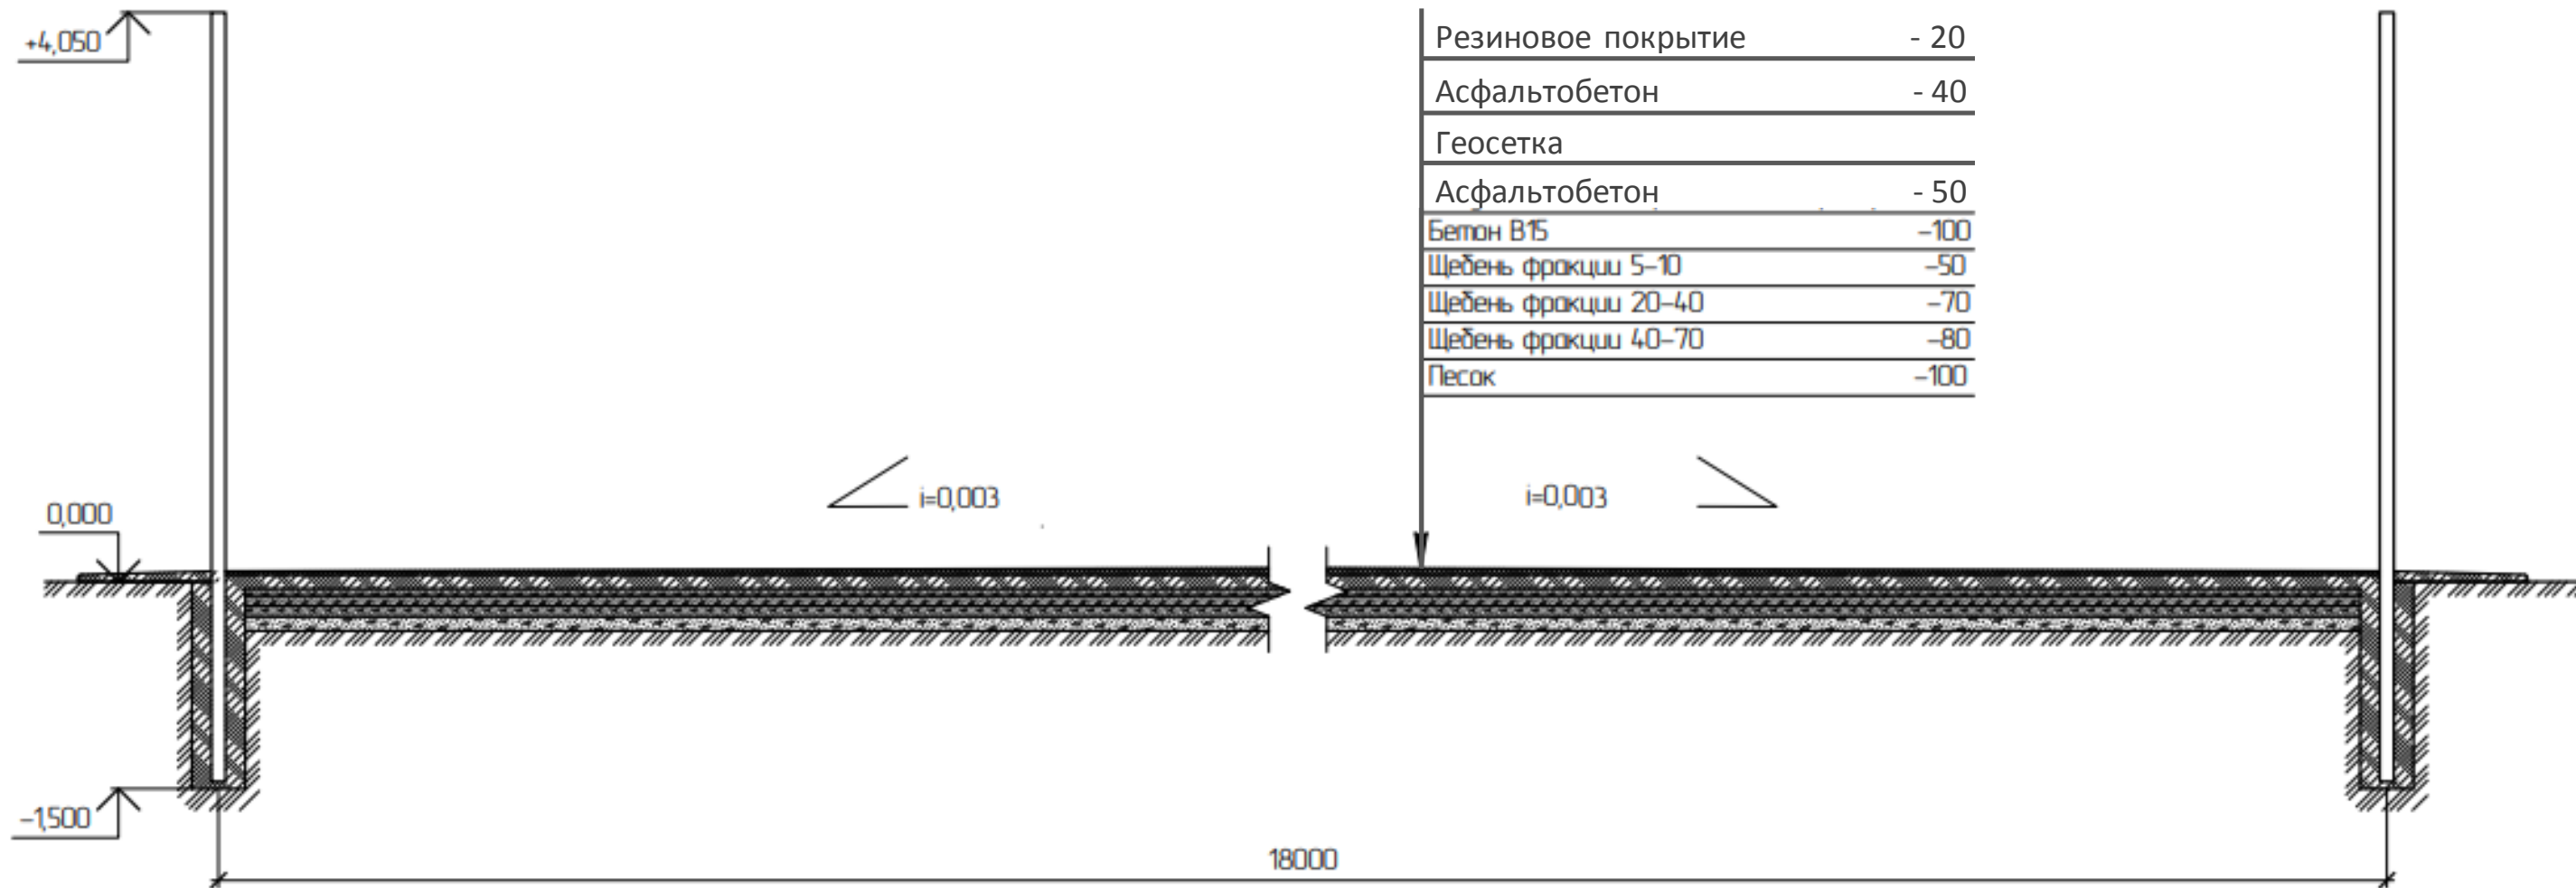 +4,050
Резиновое покрытие - 20
Асфальтобетон - 40
Геосетка
Асфальтобетон - 50
Бетон В15 -100
Щебень фракции 5-10 -50
Щебень фракции 20-40 -70
Щебень фракции 40-70 -80
Песок -100
i=0,003 i=0,003
0,000
-1,500
18000